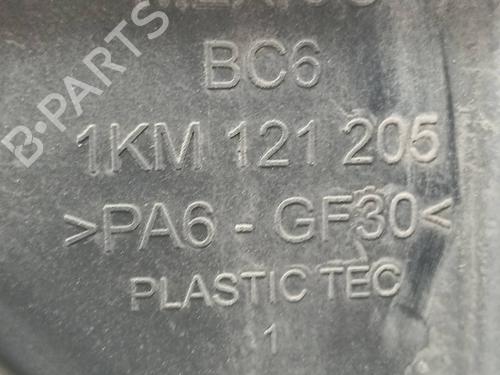 BC6
1KM 121 205
>PA6 - GF30<
PLASTIC TEC
1
B-PARTS